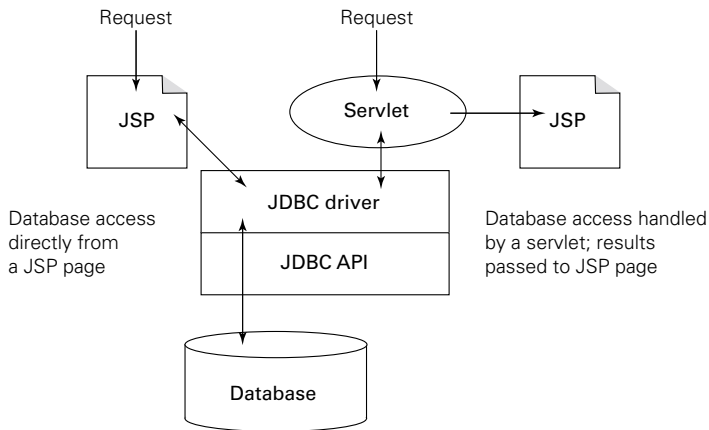 Request
Request
JSP
Servlet
JSP
JDBC driver
Database access
directly from
a JSP page
Database access handled
by a servlet; results
passed to JSP page
JDBC API
Database